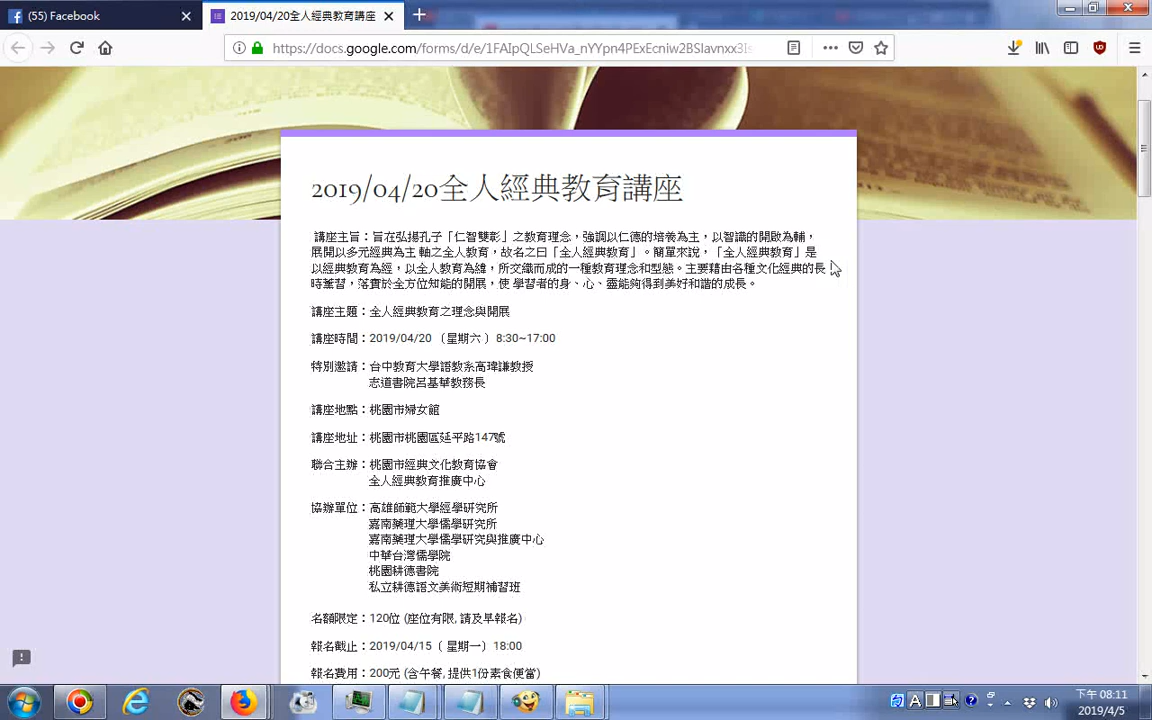 (55) Facebook
2019/04/20全人經典教育講座
https://docs.google.com/forms/d/e/1FAIpQLSeHVa_nYYpn4PExEcniw2BSIavnxx3Is
2019/04/20全人經典教育講座
講座主旨：旨在弘揚孔子「仁智雙彰」之教育理念，強調以仁德的培養為主，以智識的開啟為輔，
展開以多元經典為主 軸之全人教育，故名之曰「全人經典教育」。簡單來說，「全人經典教育」是
以經典教育為經，以全人教育為緯，所交織而成的一種教育理念和型態。主要藉由各種文化經典的長
時薰習，落實於全方位知能的開展，使 學習者的身、心、靈能夠得到美好和諧的成長。
講座主題：全人經典教育之理念與開展
講座時間：2019/04/20 〔星期六 〕8:30~17:00
特別邀請：台中教育大學語教系高瑋謙教授
志道書院呂基華教務長
講座地點：桃園市婦女館
講座地址：桃園市桃園區延平路147號
聯合主辦：桃園市經典文化教育協會
全人經典教育推廣中心
協辦單位：高雄師範大學經學研究所
嘉南藥理大學儒學研究所
嘉南藥理大學儒學研究與推廣中心
中華台灣儒學院
桃園耕德書院
私立耕德語文美術短期補習班
名額限定：120位 (座位有限, 請及早報名)
報名截止：2019/04/15〔 星期一〕18:00
報名費用：200元 (含午餐, 提供1份素食便當)
下午 08:11
2019/4/5